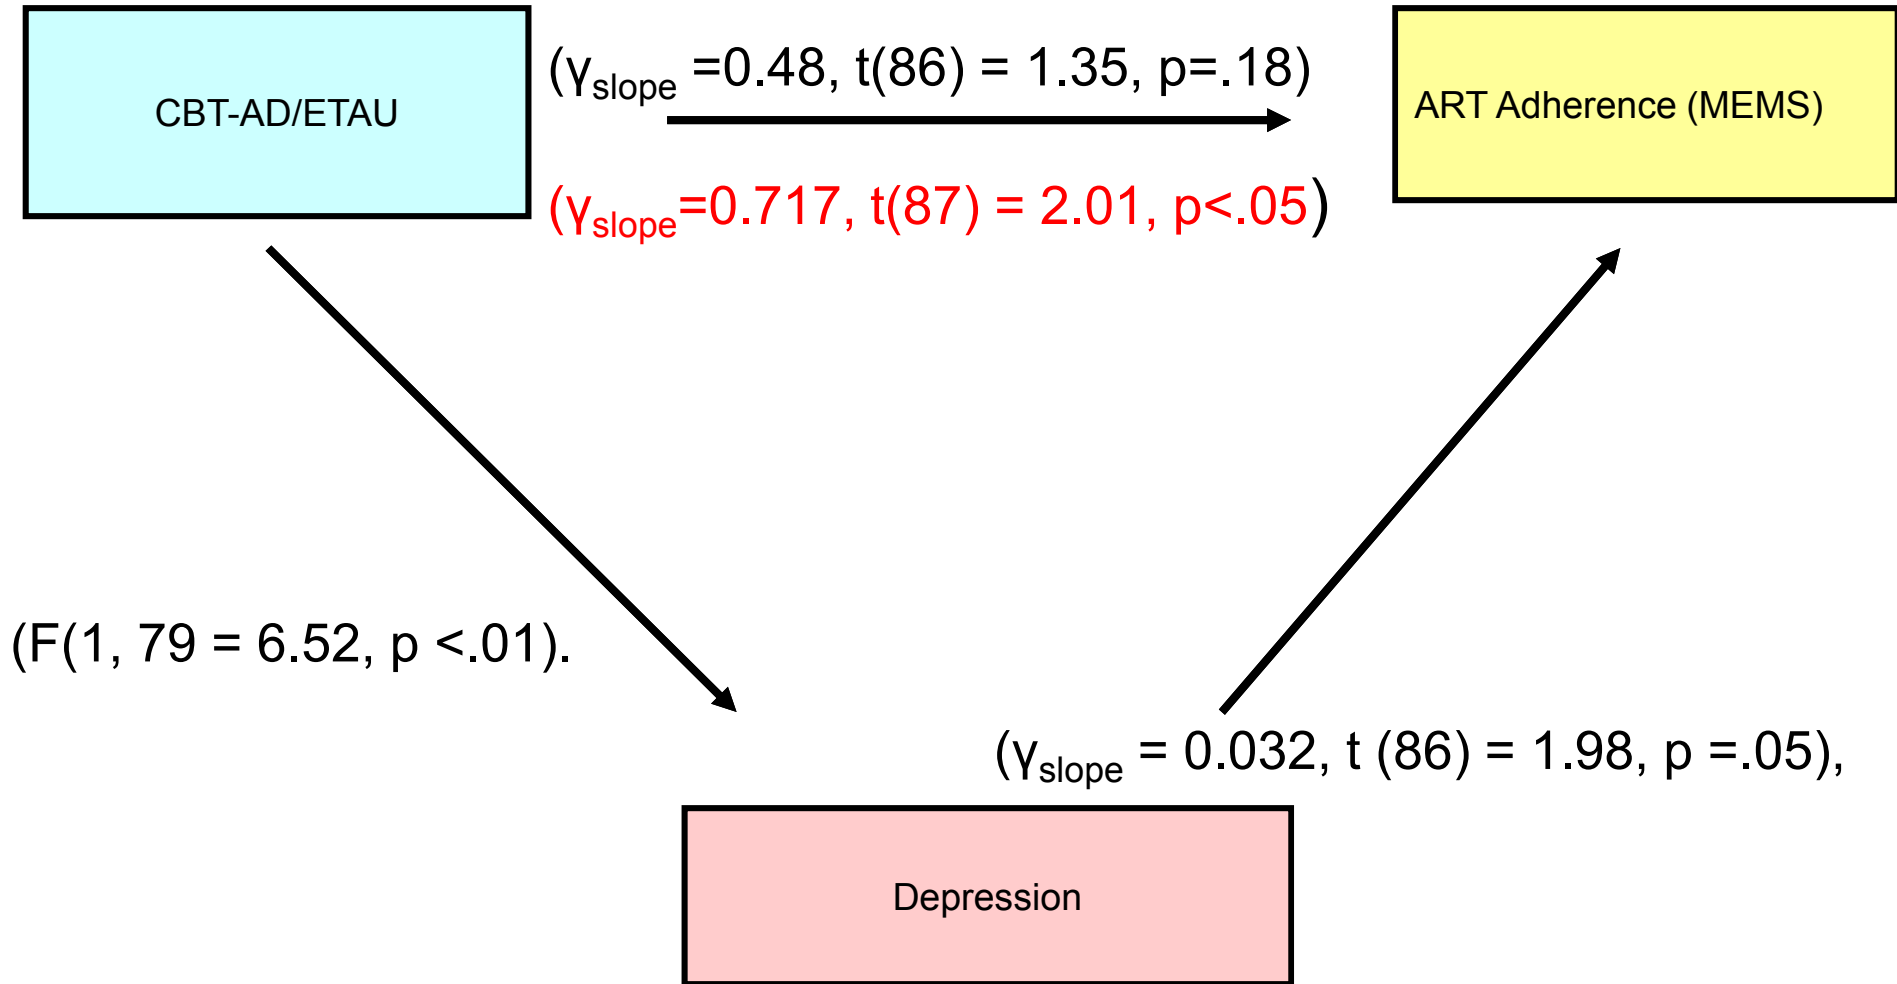 CBT-AD/ETAU
(γslope =0.48, t(86) = 1.35, p=.18)
ART Adherence (MEMS)
(γslope=0.717, t(87) = 2.01, p<.05)
(F(1, 79 = 6.52, p <.01).
(γslope = 0.032, t (86) = 1.98, p =.05),
Depression